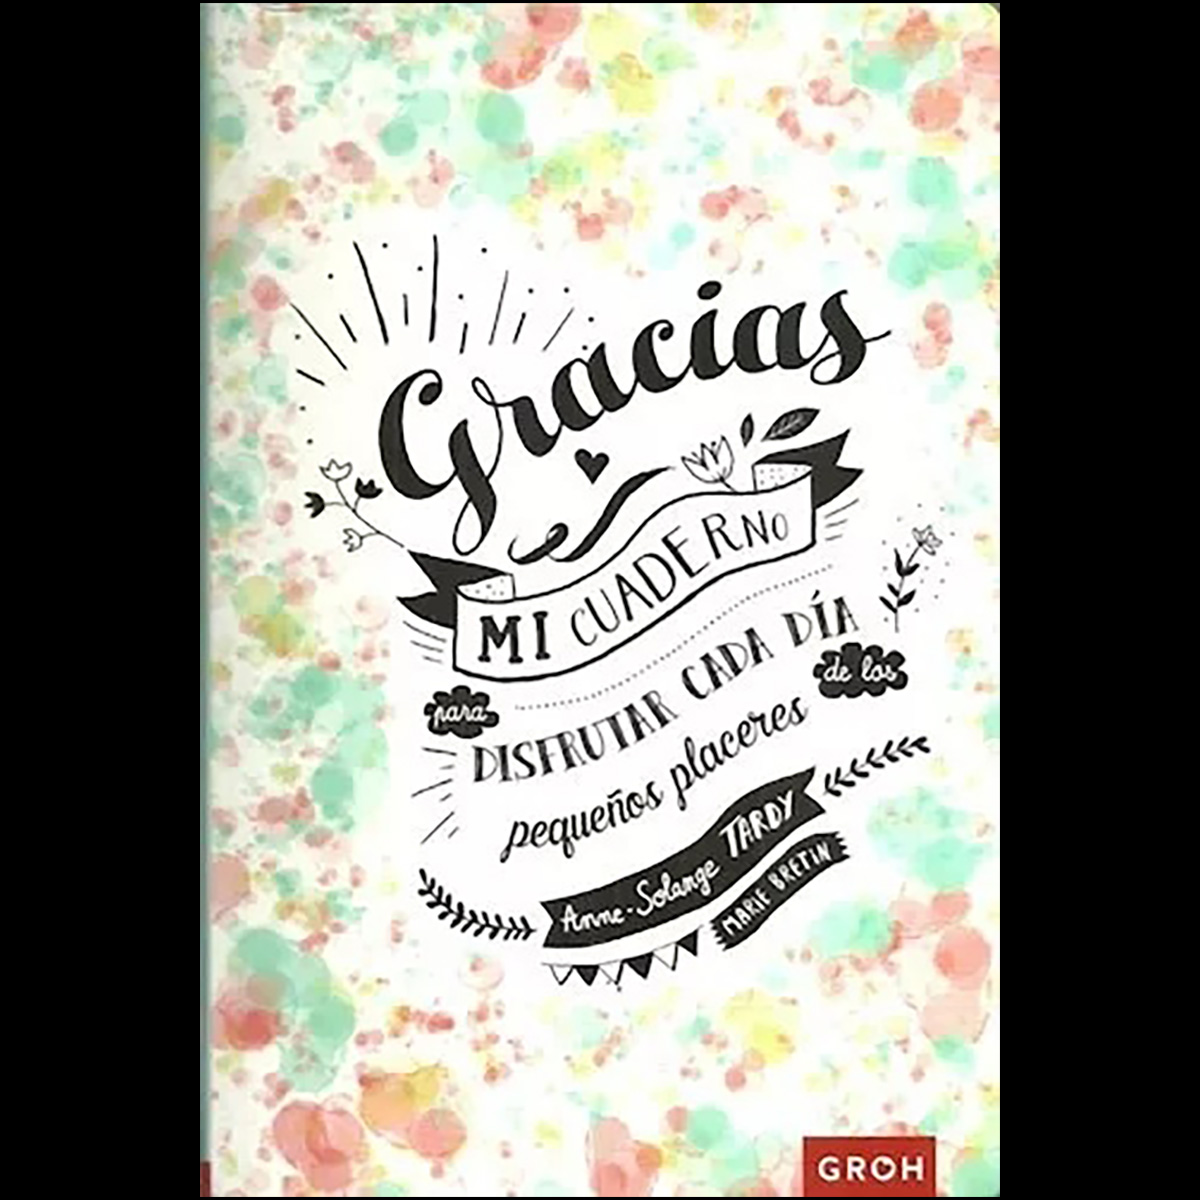 Gracias
MI CUADERNO
para
DISFRUTAR CADA DÍA
de los
pequeños placeres
Anne-Solange TARDY
MARIE BRETIN
GROH